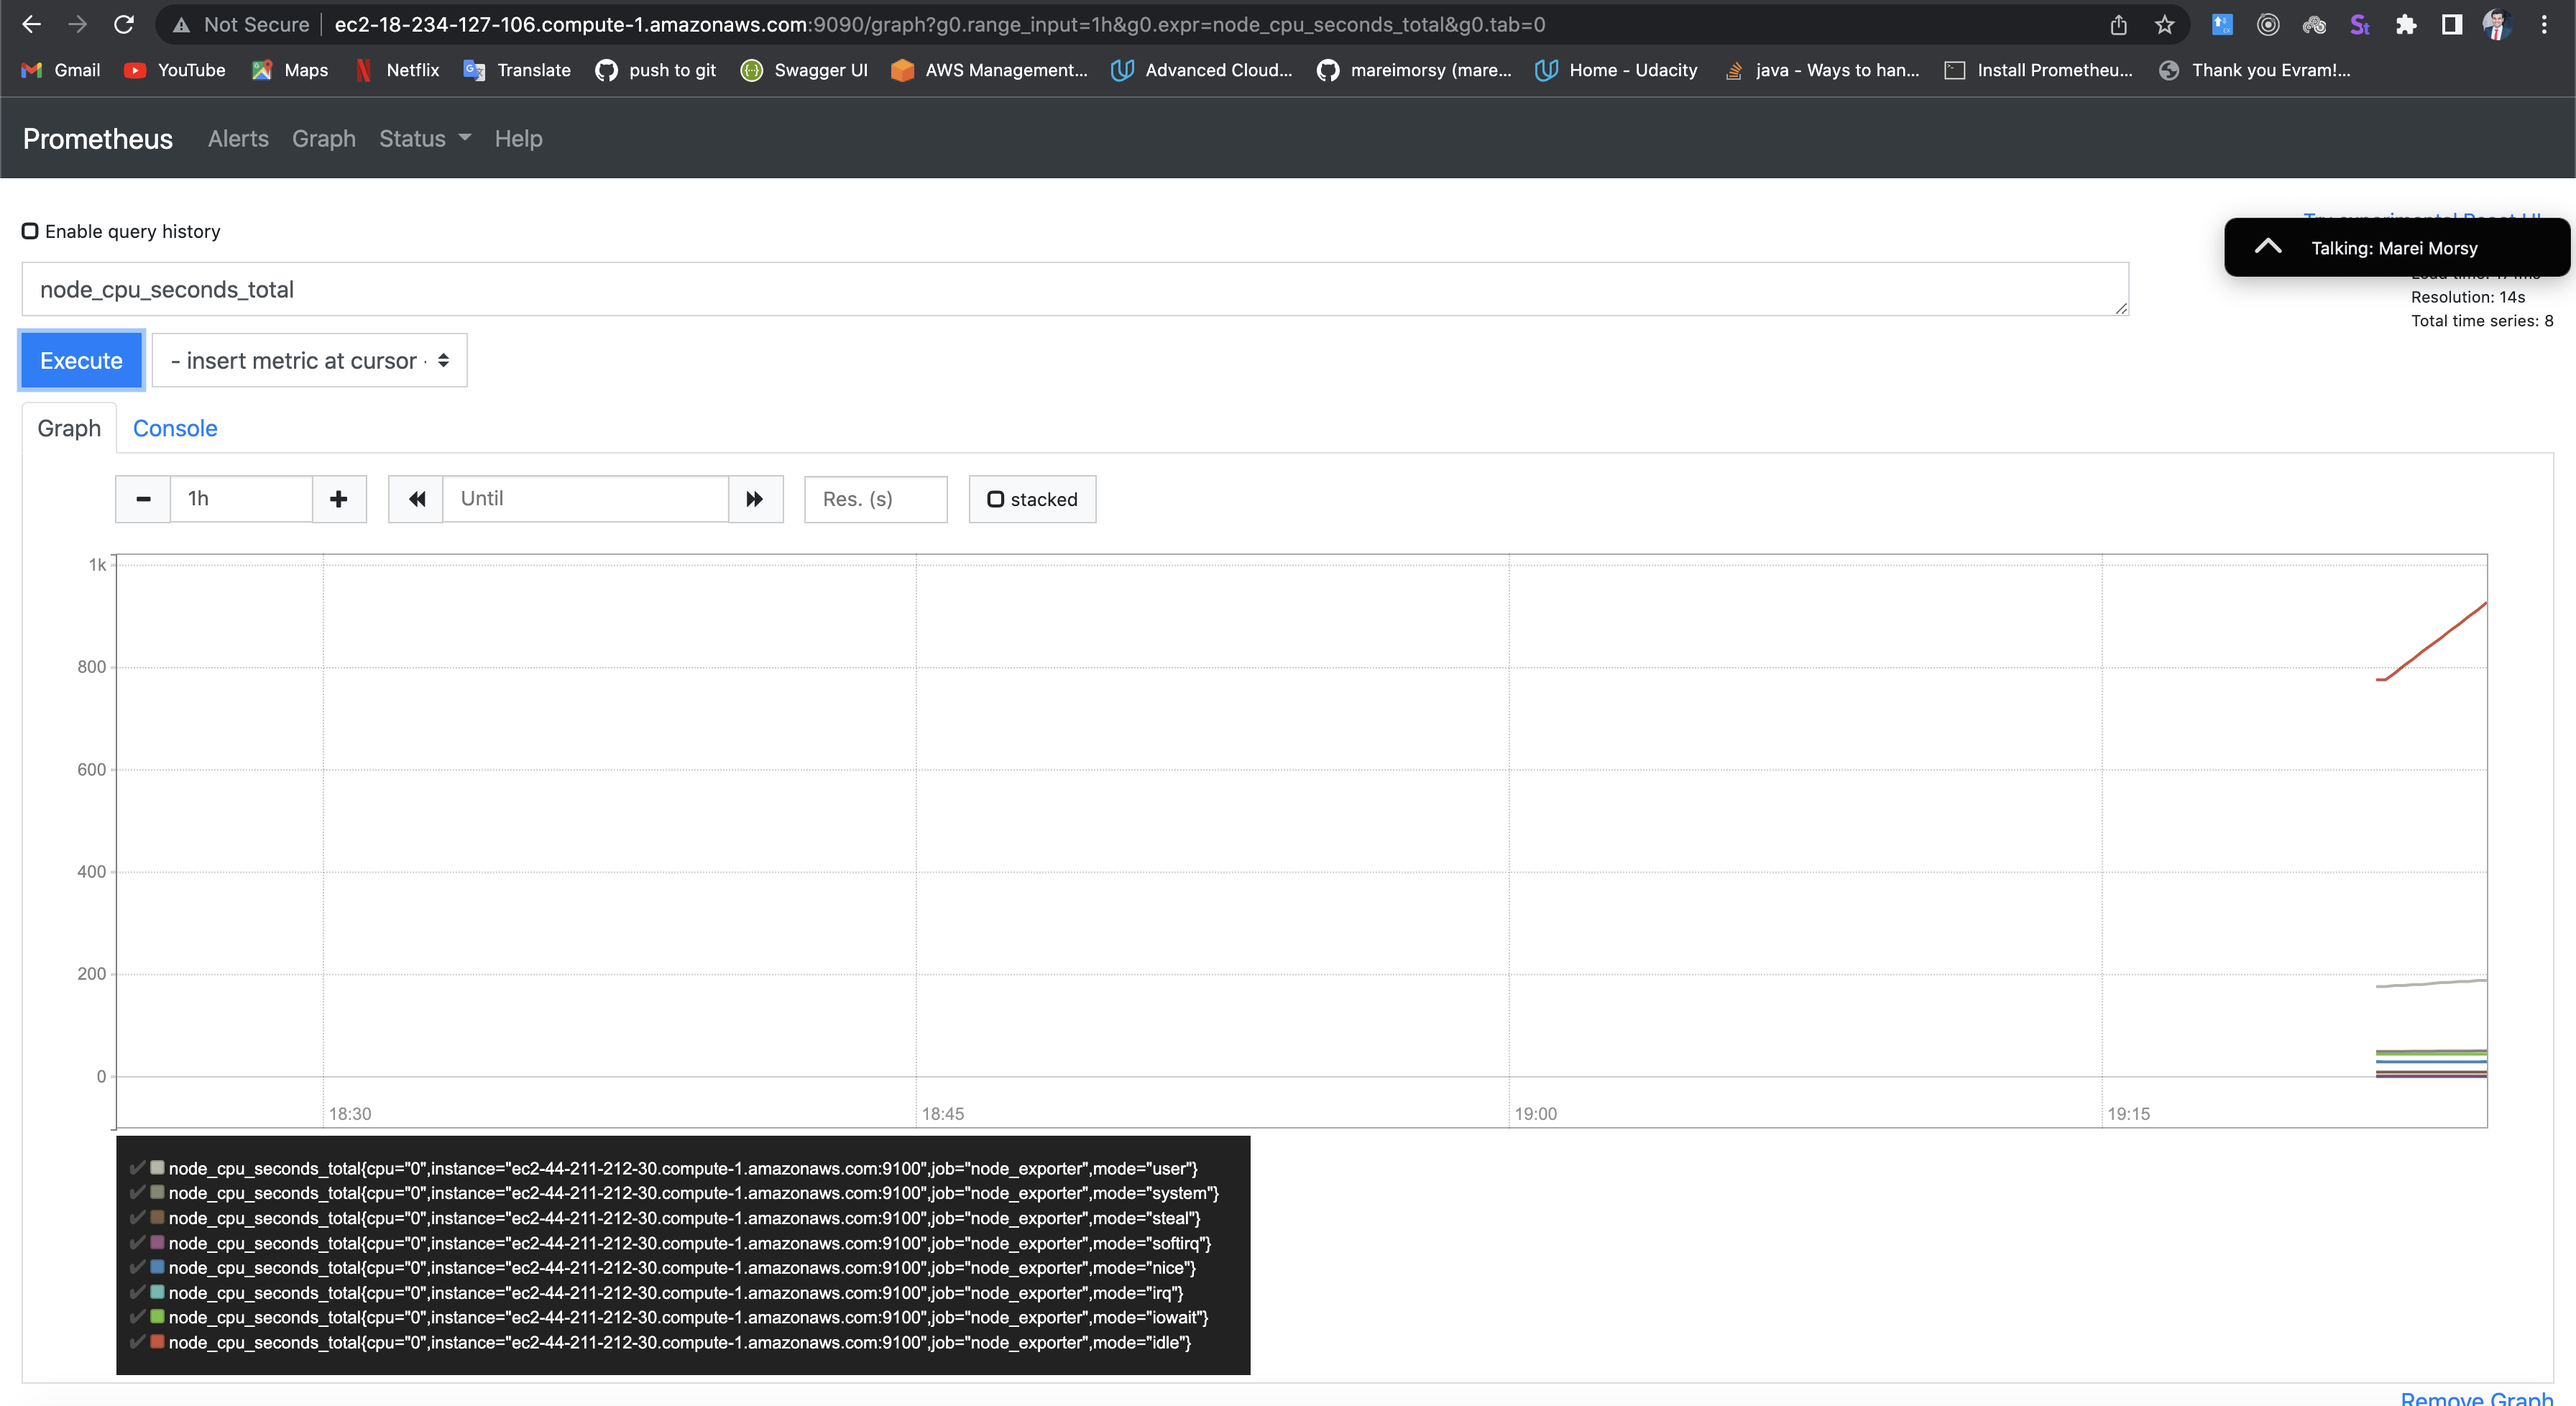 Not Secure ec2-18-234-127-106.compute-1.amazonaws.com:9090/graph?g0.range_input=1h&g0.expr=node_cpu_seconds_total&g0.tab=0
Gmail YouTube Maps Netflix Translate push to git Swagger UI AWS Management... Advanced Cloud... mareimorsy (mare... Home - Udacity java - Ways to han... Install Prometheu... Thank you Evram!...
Prometheus Alerts Graph Status Help
Enable query history
Talking: Marei Morsy
node_cpu_seconds_total
Resolution: 14s
Total time series: 8
Execute - insert metric at cursor -
Graph Console
1h Until Res. (s) stacked
1k
800
600
400
200
0
18:30 18:45 19:00 19:15
node_cpu_seconds_total{cpu="0",instance="ec2-44-211-212-30.compute-1.amazonaws.com:9100",job="node_exporter",mode="user"}
node_cpu_seconds_total{cpu="0",instance="ec2-44-211-212-30.compute-1.amazonaws.com:9100",job="node_exporter",mode="system"}
node_cpu_seconds_total{cpu="0",instance="ec2-44-211-212-30.compute-1.amazonaws.com:9100",job="node_exporter",mode="steal"}
node_cpu_seconds_total{cpu="0",instance="ec2-44-211-212-30.compute-1.amazonaws.com:9100",job="node_exporter",mode="softirq"}
node_cpu_seconds_total{cpu="0",instance="ec2-44-211-212-30.compute-1.amazonaws.com:9100",job="node_exporter",mode="nice"}
node_cpu_seconds_total{cpu="0",instance="ec2-44-211-212-30.compute-1.amazonaws.com:9100",job="node_exporter",mode="irq"}
node_cpu_seconds_total{cpu="0",instance="ec2-44-211-212-30.compute-1.amazonaws.com:9100",job="node_exporter",mode="iowait"}
node_cpu_seconds_total{cpu="0",instance="ec2-44-211-212-30.compute-1.amazonaws.com:9100",job="node_exporter",mode="idle"}
Remove Graph